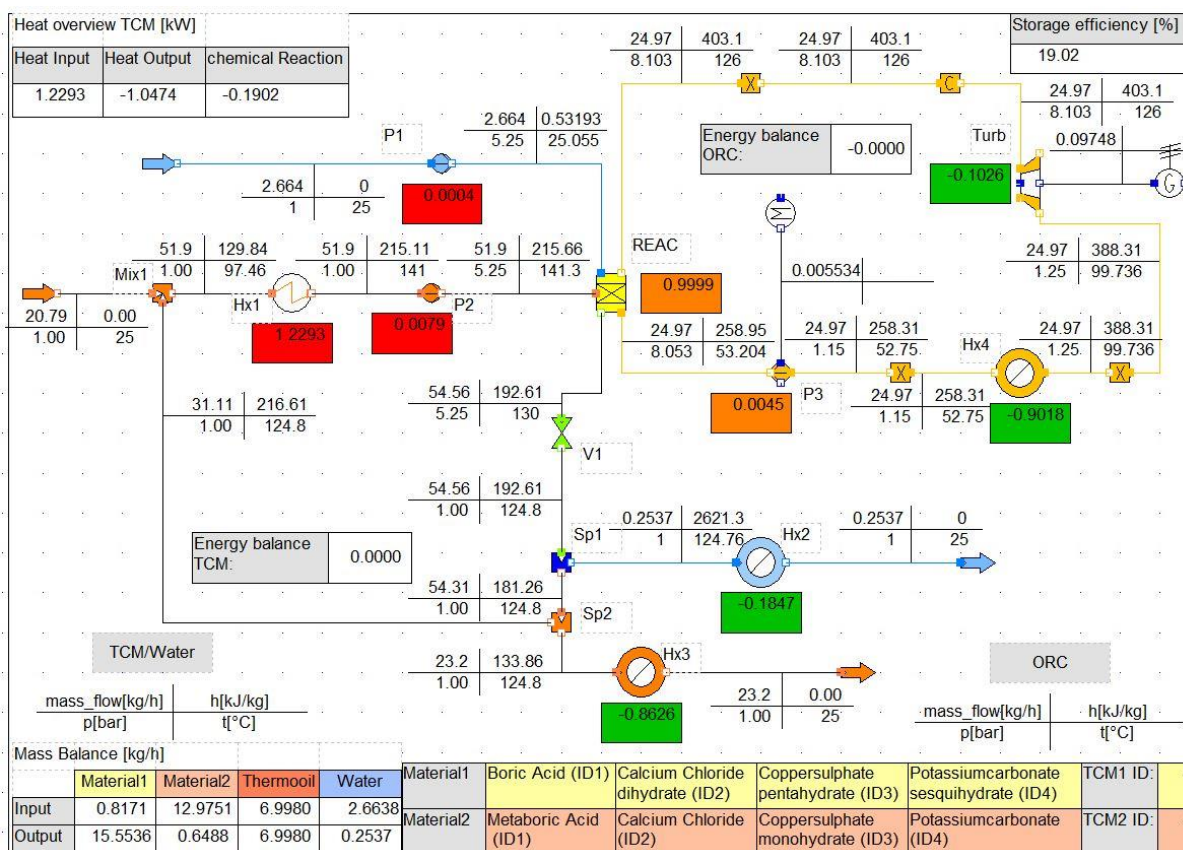 Heat overview TCM [kW]
Heat Input Heat Output chemical Reaction
1.2293 -1.0474 -0.1902
Storage efficiency [%]
19.02
24.97 403.1
8.103 126
24.97 403.1
8.103 126
24.97 403.1
8.103 126
P1
2.664 0.53193
5.25 25.055
Energy balance
ORC:
-0.0000
Turb
0.09748
-0.1026
G
2.664 0
1 25
0.0004
M
X
C
51.9 129.84
1.00 97.46
51.9 215.11
1.00 141
51.9 215.66
5.25 141.3
REAC
24.97 388.31
1.25 99.736
Mix1
Hx1
P2
0.9999
0.005534
20.79 0.00
1.00 25
1.2293
0.0079
24.97 258.95
8.053 53.204
24.97 258.31
1.15 52.75
Hx4
24.97 388.31
1.25 99.736
X
X
31.11 216.61
1.00 124.8
54.56 192.61
5.25 130
0.0045
P3
24.97 258.31
1.15 52.75
-0.9018
V1
54.56 192.61
1.00 124.8
Energy balance
TCM:
0.0000
Sp1
0.2537 2621.3
1 124.76
Hx2
0.2537 0
1 25
54.31 181.26
1.00 124.8
-0.1847
Sp2
TCM/Water
23.2 133.86
1.00 124.8
Hx3
ORC
-0.8626
23.2 0.00
1.00 25
mass_flow[kg/h] h[kJ/kg]
p[bar] t[°C]
mass_flow[kg/h] h[kJ/kg]
p[bar] t[°C]
Mass Balance [kg/h]
Material1 Material2 Thermooil Water
Input 0.8171 12.9751 6.9980 2.6638
Output 15.5536 0.6488 6.9980 0.2537
Material1 Boric Acid (ID1) Calcium Chloride Coppersulphate Potassiumcarbonate TCM1 ID:
dihydrate (ID2) pentahydrate (ID3) sesquihydrate (ID4)
Material2 Metaboric Acid Calcium Chloride Coppersulphate Potassiumcarbonate TCM2 ID:
(ID1) (ID2) monohydrate (ID3) (ID4)